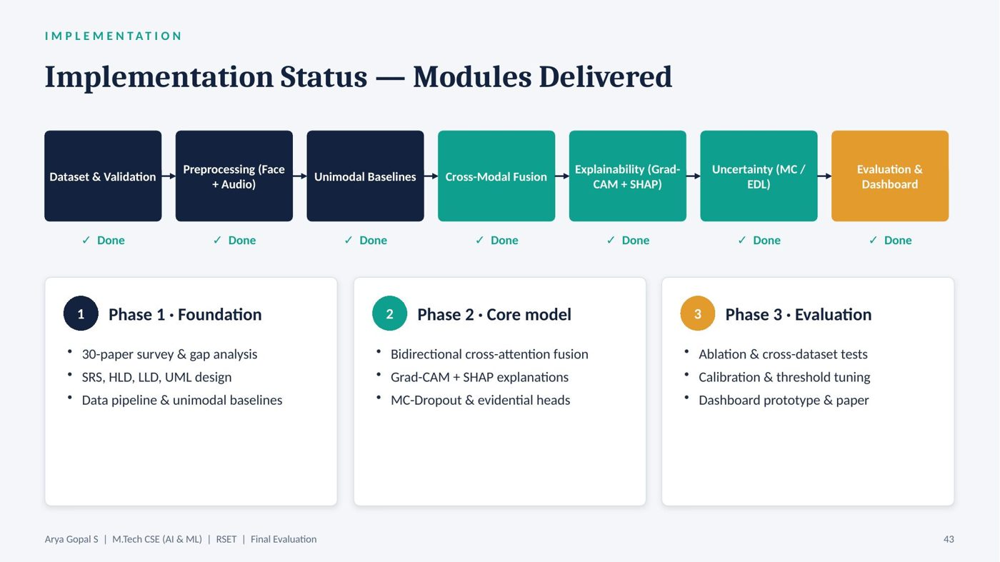 IMPLEMENTATION
Implementation Status — Modules Delivered
Dataset & Validation
Preprocessing (Face
+ Audio)
Unimodal Baselines
Cross-Modal Fusion
Explainability (Grad-
CAM + SHAP)
Uncertainty (MC /
EDL)
Evaluation &
Dashboard
✓ Done
✓ Done
✓ Done
✓ Done
✓ Done
✓ Done
✓ Done
1 Phase 1 · Foundation
• 30-paper survey & gap analysis
• SRS, HLD, LLD, UML design
• Data pipeline & unimodal baselines
2 Phase 2 · Core model
• Bidirectional cross-attention fusion
• Grad-CAM + SHAP explanations
• MC-Dropout & evidential heads
3 Phase 3 · Evaluation
• Ablation & cross-dataset tests
• Calibration & threshold tuning
• Dashboard prototype & paper
Arya Gopal S | M.Tech CSE (AI & ML) | RSET | Final Evaluation
43